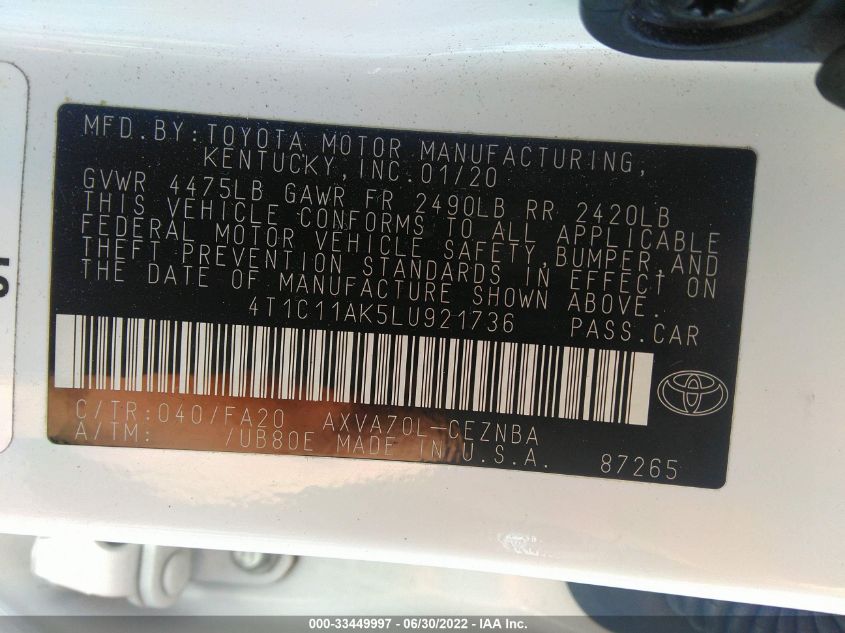 MFD.BY:TOYOTA MOTOR MANUFACTURING,
KENTUCKY,INC.01/20
GVWR 4475LB GAWR FR 2490LB RR 2420LB
THIS VEHICLE CONFORMS TO ALL APPLICABLE
FEDERAL MOTOR VEHICLE SAFETY,BUMPER,AND
THEFT PREVENTION STANDARDS IN EFFECT ON
THE DATE OF MANUFACTURE SHOWN ABOVE.
4T1C11AK5LU921736 PASS.CAR
C/TR:040/FA20 AXVA70L-CEZNBA
A/TM: /UB80E MADE IN U.S.A. 87265
000-33449997 - 06/30/2022 - IAA Inc.